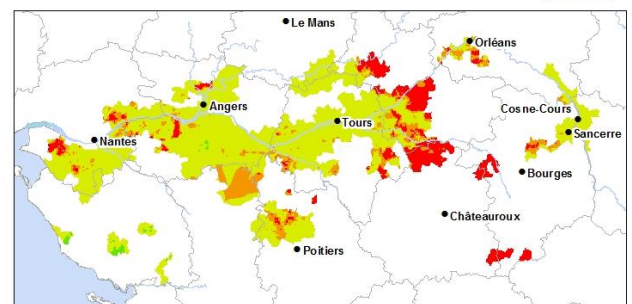 Le Mans
Orléans
Angers
Cosne-Cours
Tours
Sancerre
Nantes
Bourges
Châteauroux
Poitiers